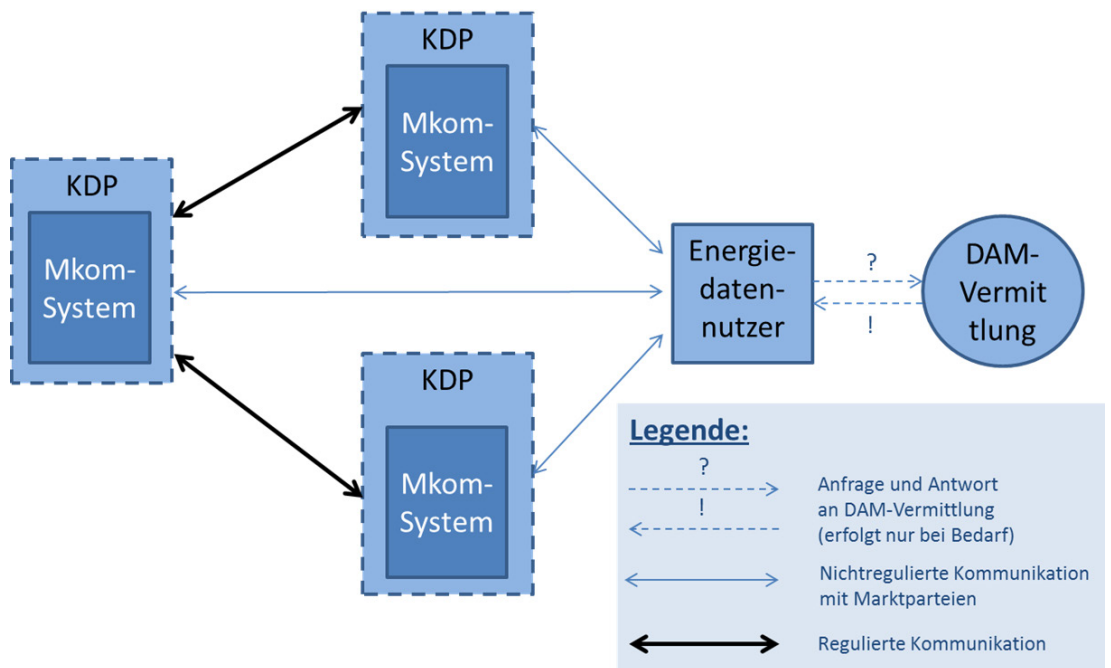 KDP
Mkom-
System
KDP
Mkom-
System
KDP
Mkom-
System
Energie-
daten-
nutzer
?
!
DAM-
Vermit
tlung
Legende:
?
!
Anfrage und Antwort
an DAM-Vermittlung
(erfolgt nur bei Bedarf)
Nichtregulierte Kommunikation
mit Marktparteien
Regulierte Kommunikation